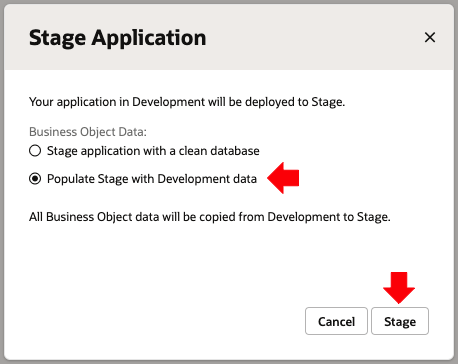 Stage Application
Your application in Development will be deployed to Stage.
Business Object Data:
Stage application with a clean database
Populate Stage with Development data
All Business Object data will be copied from Development to Stage.
Cancel Stage